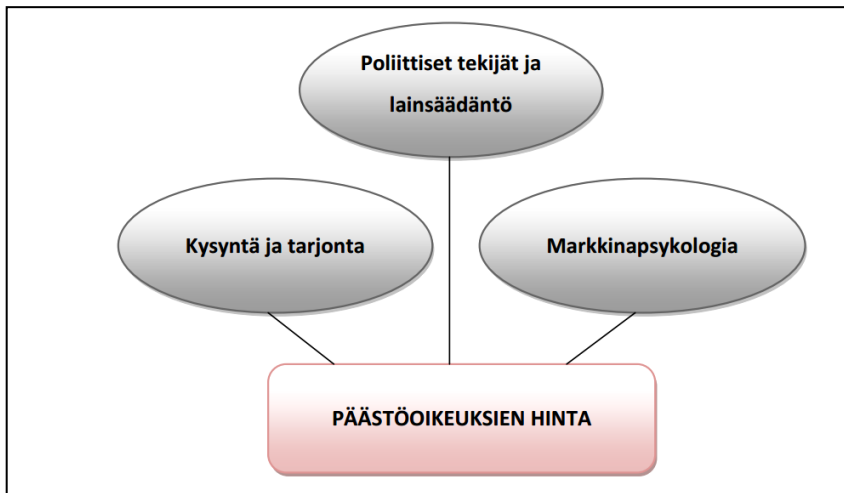 Poliittiset tekijät ja
lainsäädäntö
Kysyntä ja tarjonta
Markkinapsykologia
PÄÄSTÖOIKEUKSIEN HINTA